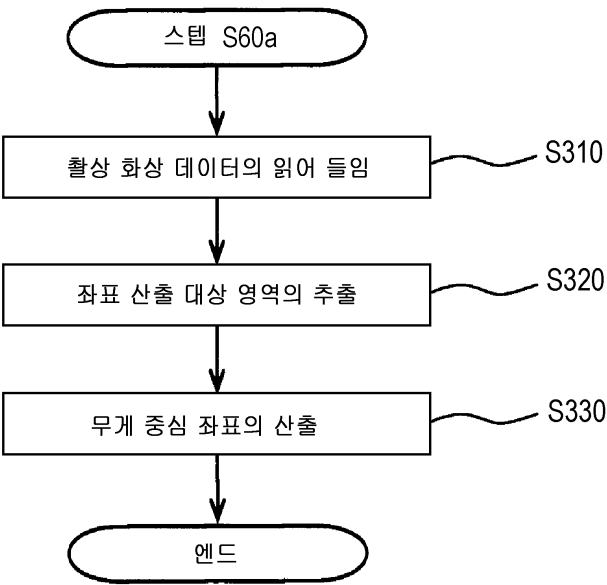 스텝 S60a
촬상 화상 데이터의 읽어 들임
S310
좌표 산출 대상 영역의 추출
S320
무게 중심 좌표의 산출
S330
엔드